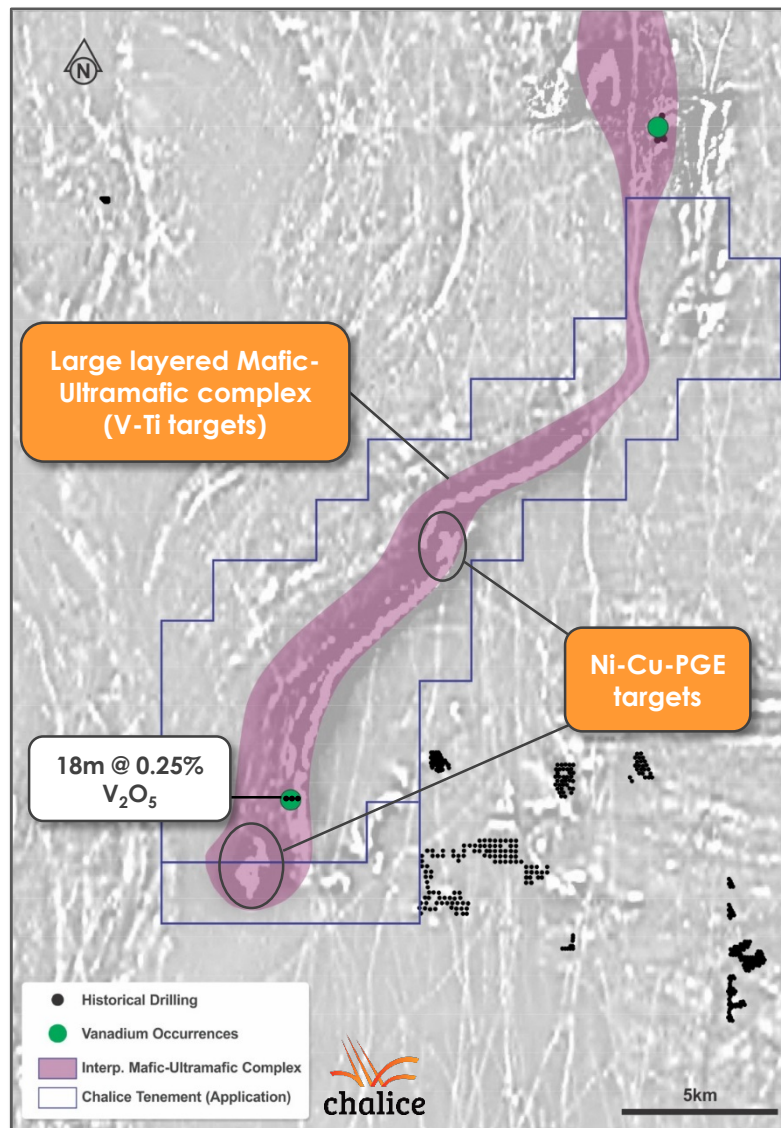 N
Large layered Mafic-
Ultramafic complex
(V-Ti targets)
Ni-Cu-PGE
targets
18m @ 0.25%
V₂O₅
Historical Drilling
Vanadium Occurrences
Interp. Mafic-Ultramafic Complex
Chalice Tenement (Application)
chalice
5km